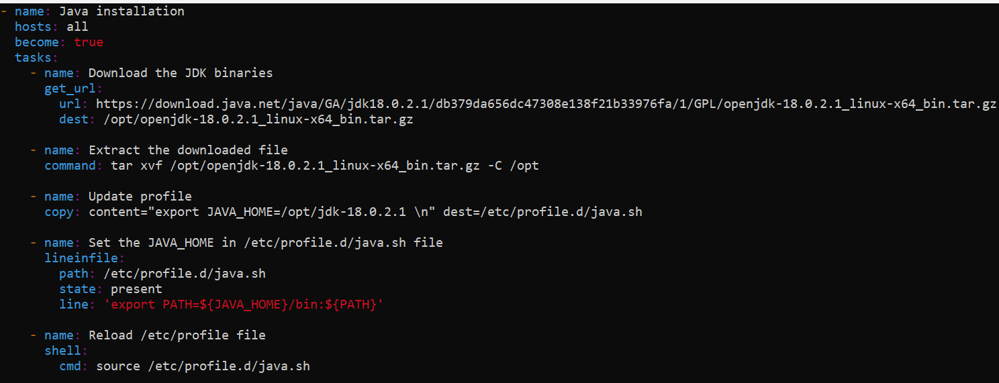 - name: Java installation
  hosts: all
  become: true
  tasks:
    - name: Download the JDK binaries
      get_url:
        url: https://download.java.net/java/GA/jdk18.0.2.1/db379da656dc47308e138f21b33976fa/1/GPL/openjdk-18.0.2.1_linux-x64_bin.tar.gz
        dest: /opt/openjdk-18.0.2.1_linux-x64_bin.tar.gz

    - name: Extract the downloaded file
      command: tar xvf /opt/openjdk-18.0.2.1_linux-x64_bin.tar.gz -C /opt

    - name: Update profile
      copy: content="export JAVA_HOME=/opt/jdk-18.0.2.1 \n" dest=/etc/profile.d/java.sh

    - name: Set the JAVA_HOME in /etc/profile.d/java.sh file
      lineinfile:
        path: /etc/profile.d/java.sh
        state: present
        line: 'export PATH=${JAVA_HOME}/bin:${PATH}'

    - name: Reload /etc/profile file
      shell:
        cmd: source /etc/profile.d/java.sh